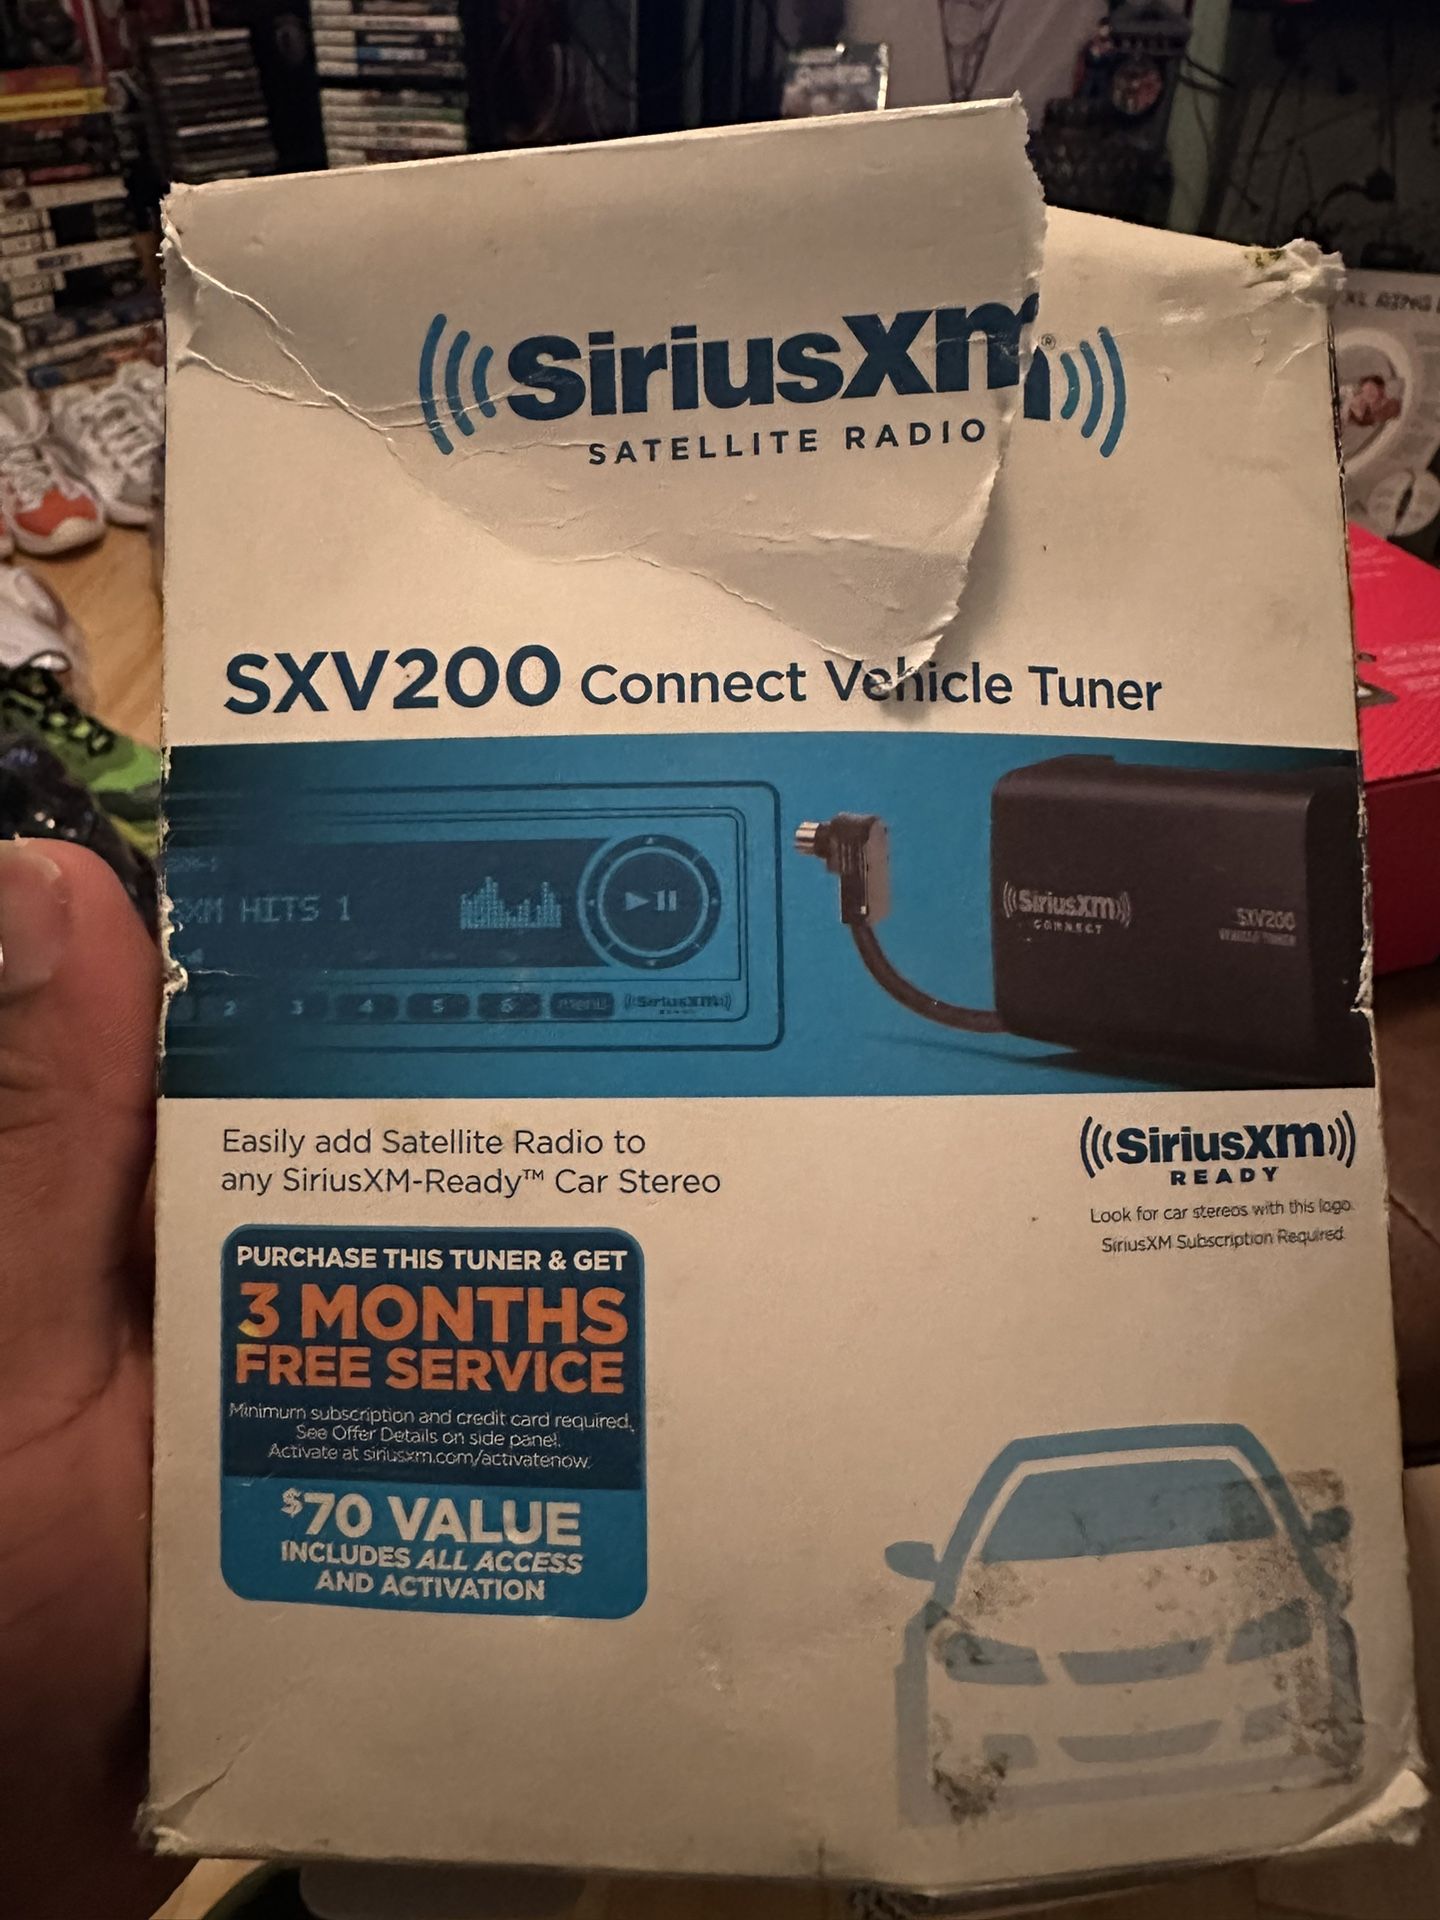 SiriusXm®
SATELLITE RADIO
SXV200 Connect Vehicle Tuner
SXM HITS 1
2 3 4 5 6 menu
SiriusXm
SiriusXm
CONNECT
SXV200
VEHICLE TUNER
Easily add Satellite Radio to
any SiriusXM-Ready™ Car Stereo
SiriusXm
READY
Look for car stereos with this logo.
SiriusXM Subscription Required.
PURCHASE THIS TUNER & GET
3 MONTHS
FREE SERVICE
Minimum subscription and credit card required.
See Offer Details on side panel.
Activate at siriusxm.com/activatenow.
$70 VALUE
INCLUDES ALL ACCESS
AND ACTIVATION